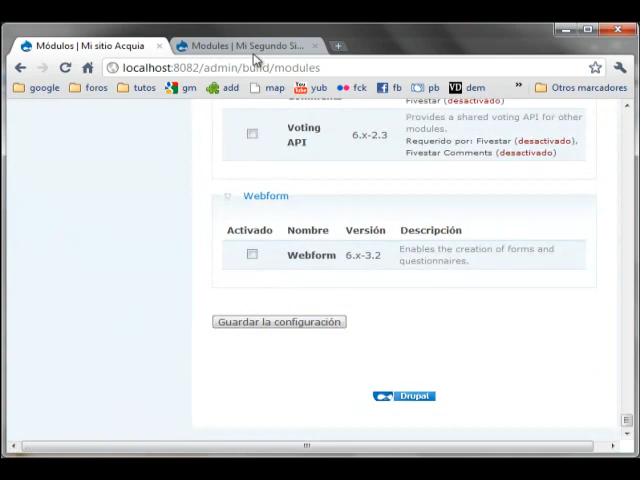 Módulos | Mi sitio Acquia
Modules | Mi Segundo Si...
localhost:8082/admin/build/modules
google
foros
tutos
gm
add
map
yub
fck
fb
pb
dem
»
Otros marcadores
Fivestar (desactivado)
Voting API
6.x-2.3
Provides a shared voting API for other
modules.
Requerido por: Fivestar (desactivado),
Fivestar Comments (desactivado)
Webform
Activado Nombre Versión Descripción
Webform 6.x-3.2
Enables the creation of forms and
questionnaires.
Guardar la configuración
Drupal